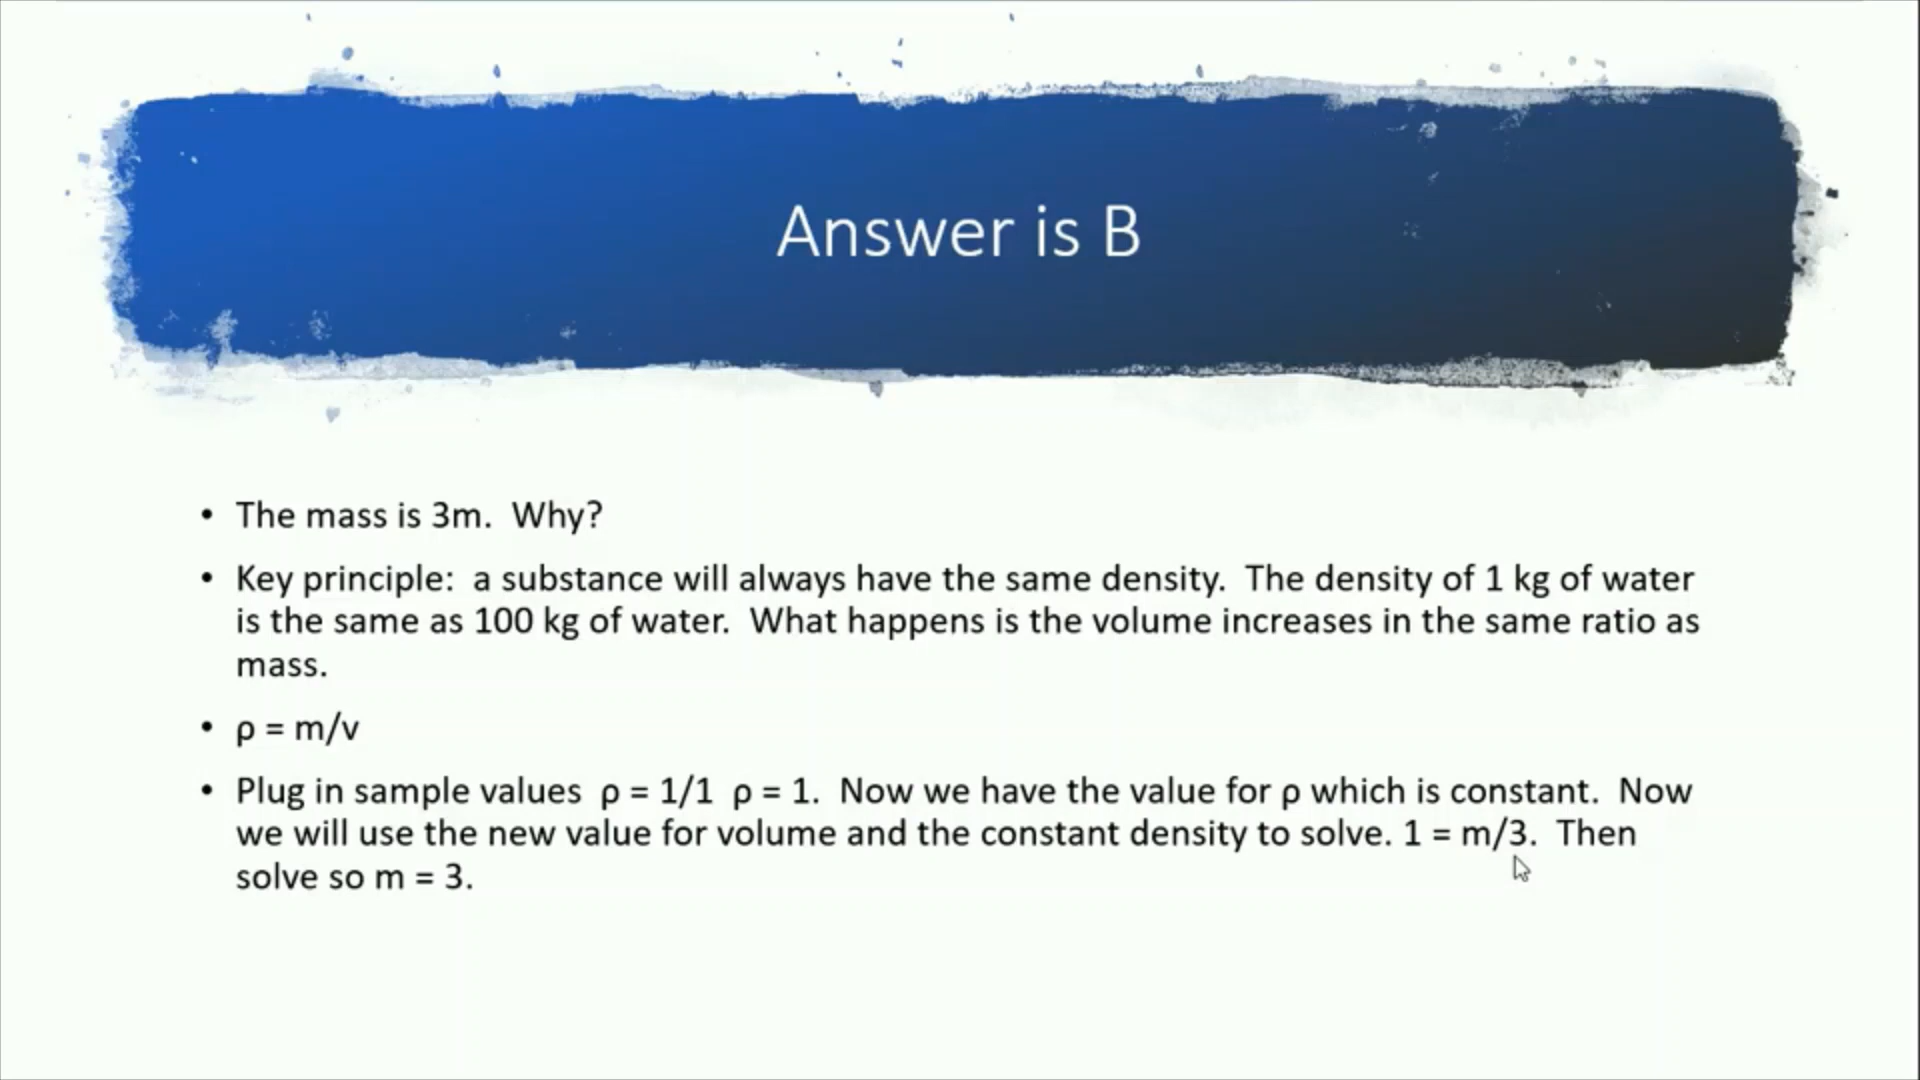 Answer is B
• The mass is 3m.  Why?
• Key principle:  a substance will always have the same density.  The density of 1 kg of water
is the same as 100 kg of water.  What happens is the volume increases in the same ratio as
mass.
• ρ = m/v
• Plug in sample values  ρ = 1/1  ρ = 1.  Now we have the value for ρ which is constant.  Now
we will use the new value for volume and the constant density to solve. 1 = m/3.  Then
solve so m = 3.